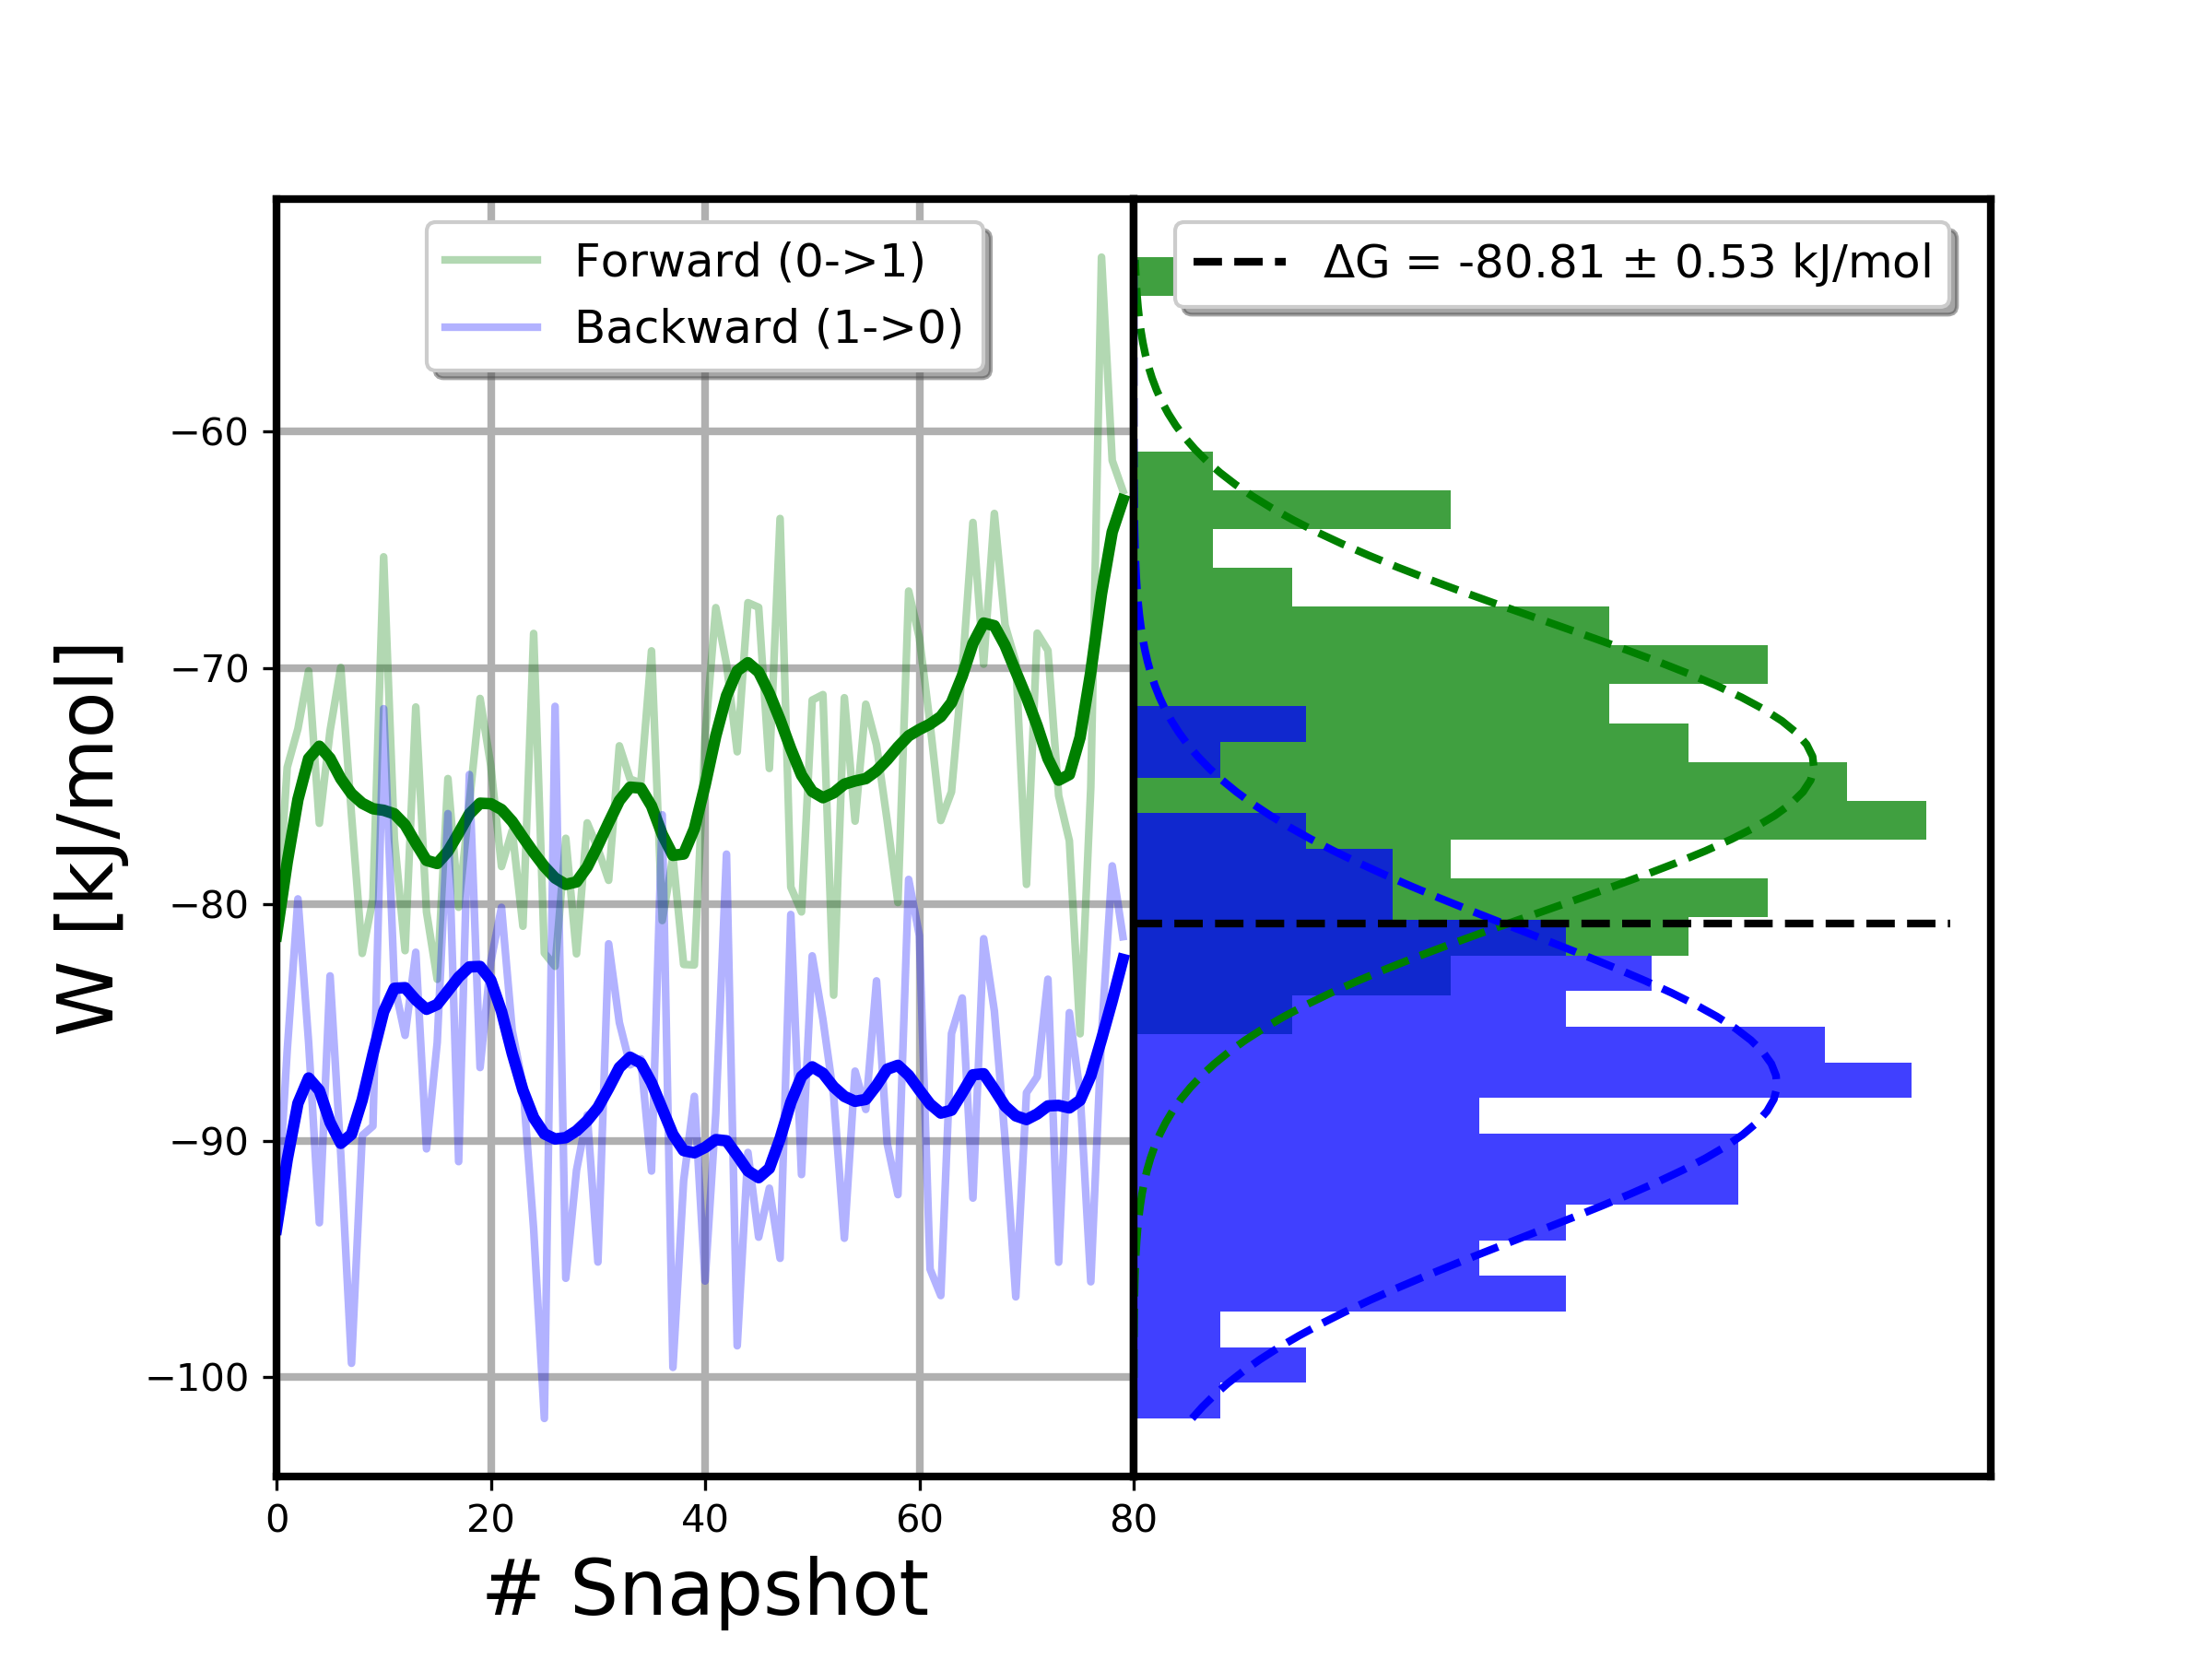 Forward (0->1)
Backward (1->0)
ΔG = -80.81 ± 0.53 kJ/mol
W [kJ/mol]
−60
−70
−80
−90
−100
0 20 40 60 80
# Snapshot